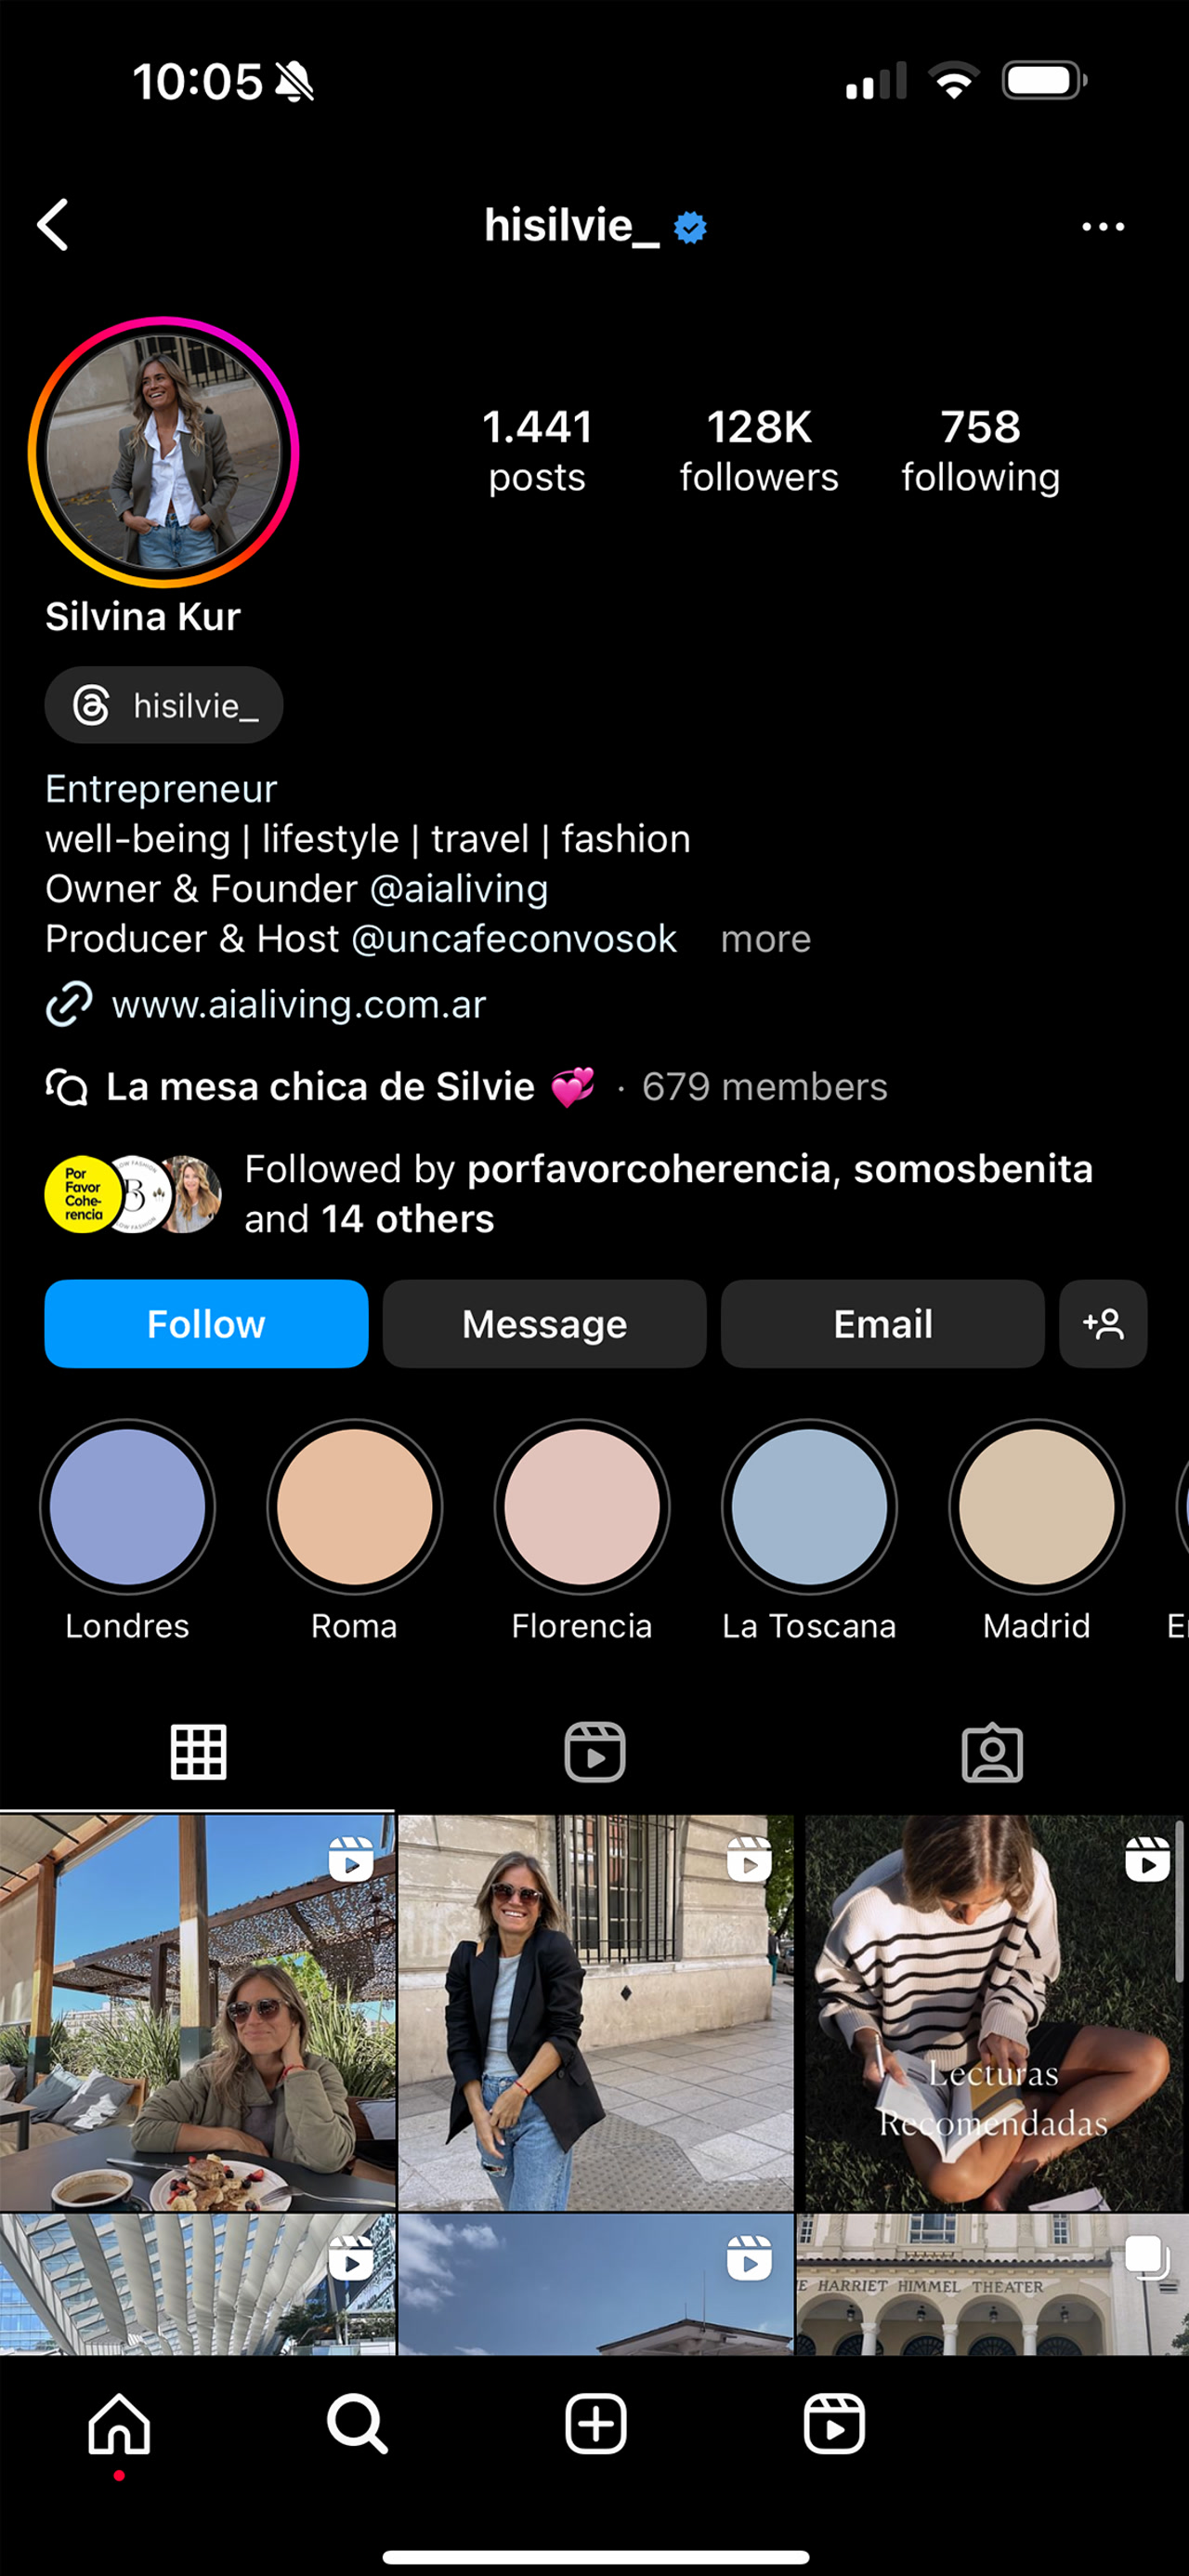 10:05
hisilvie_
1.441
posts
128K
followers
758
following
Silvina Kur
hisilvie_
Entrepreneur
well-being | lifestyle | travel | fashion
Owner & Founder @aialiving
Producer & Host @uncafeconvosok more
www.aialiving.com.ar
La mesa chica de Silvie 💞 · 679 members
Por
Favor
Cohe-
rencia
B
Followed by porfavorcoherencia, somosbenita
and 14 others
Follow
Message
Email
Londres
Roma
Florencia
La Toscana
Madrid
Lecturas
Recomendadas
HARRIET HIMMEL THEATER